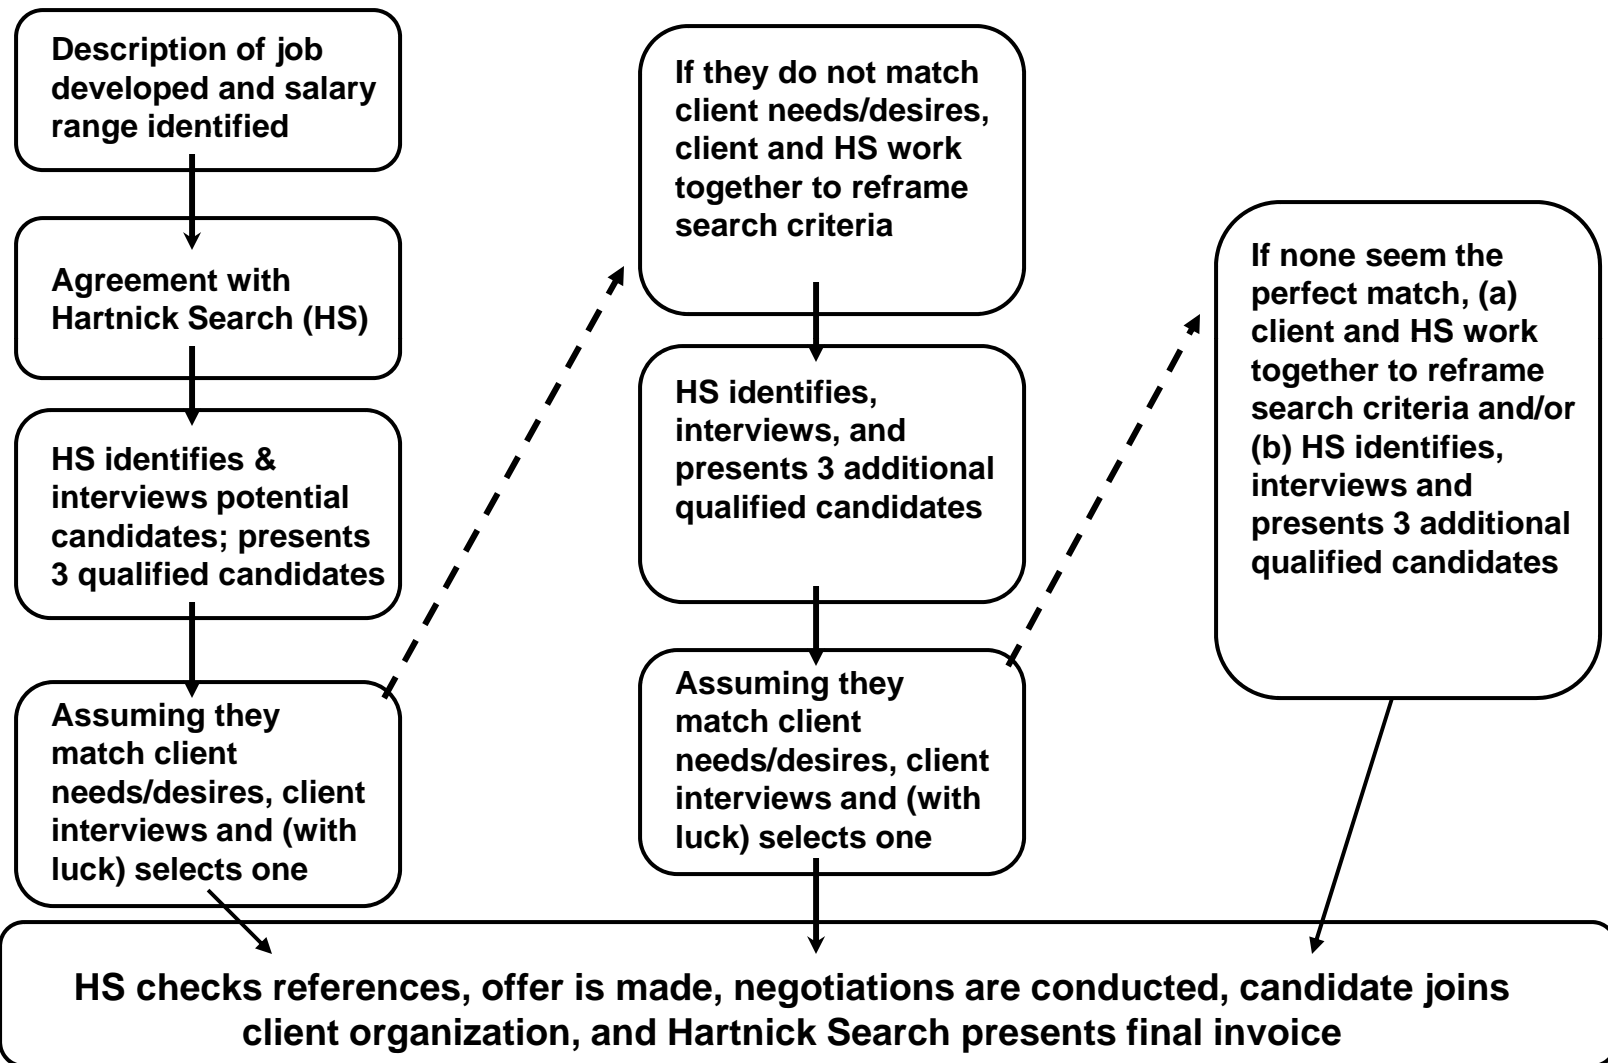 Description of job
developed and salary
range identified
Agreement with
Hartnick Search (HS)
HS identifies &
interviews potential
candidates; presents
3 qualified candidates
Assuming they
match client
needs/desires, client
interviews and (with
luck) selects one
If they do not match
client needs/desires,
client and HS work
together to reframe
search criteria
HS identifies,
interviews, and
presents 3 additional
qualified candidates
Assuming they
match client
needs/desires, client
interviews and (with
luck) selects one
If none seem the
perfect match, (a)
client and HS work
together to reframe
search criteria and/or
(b) HS identifies,
interviews and
presents 3 additional
qualified candidates
HS checks references, offer is made, negotiations are conducted, candidate joins
client organization, and Hartnick Search presents final invoice